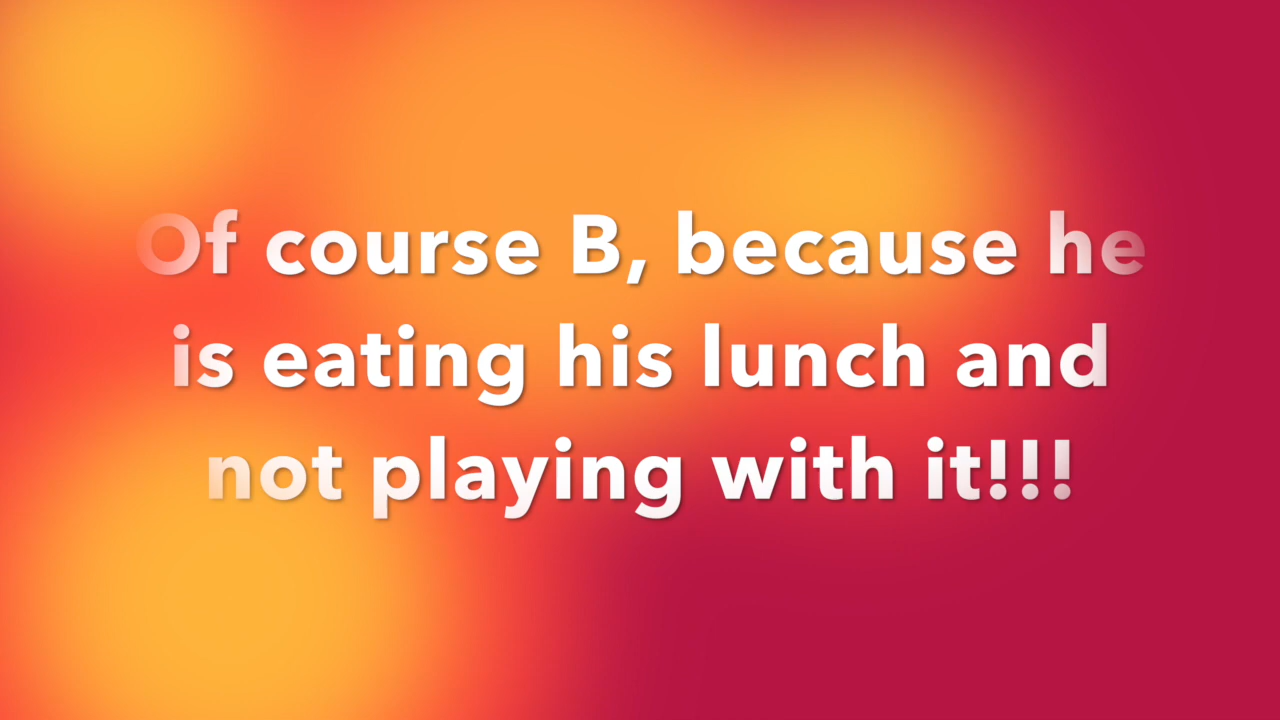 Of course B, because he
is eating his lunch and
not playing with it!!!